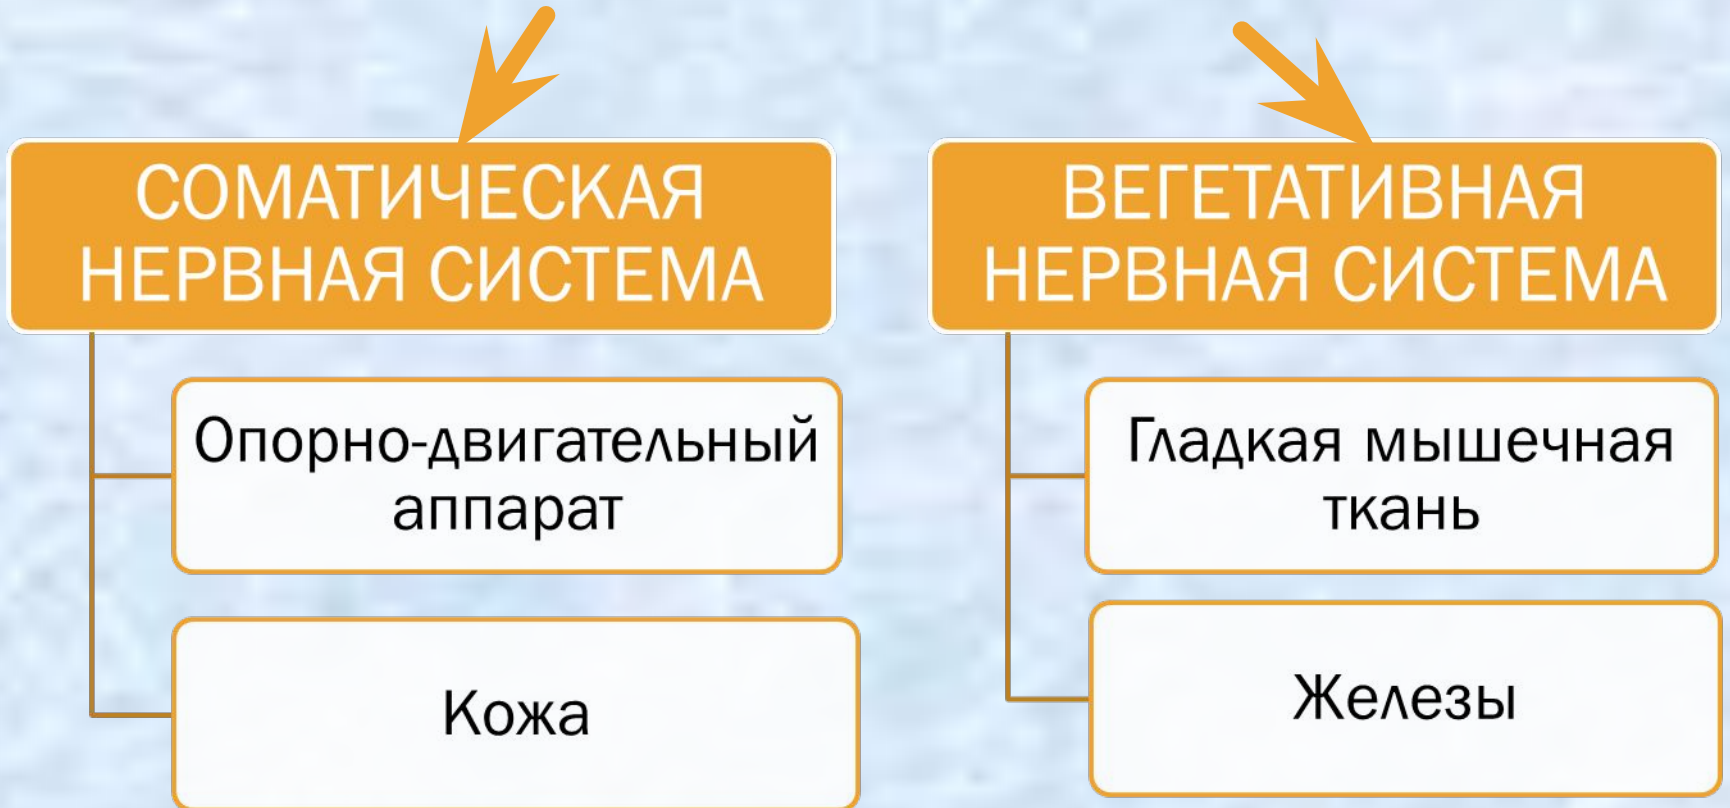 СОМАТИЧЕСКАЯ
НЕРВНАЯ СИСТЕМА
Опорно-двигательный
аппарат
Кожа
ВЕГЕТАТИВНАЯ
НЕРВНАЯ СИСТЕМА
Гладкая мышечная
ткань
Железы